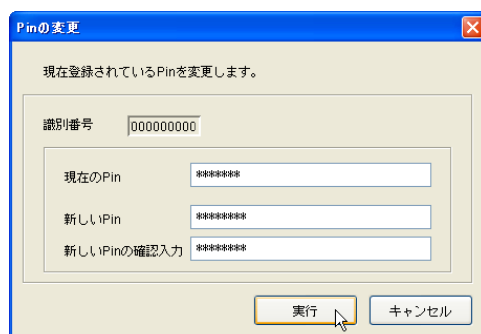 Pinの変更
現在登録されているPinを変更します。
識別番号 000000000
現在のPin *******
新しいPin ********
新しいPinの確認入力 ********
実行 キャンセル